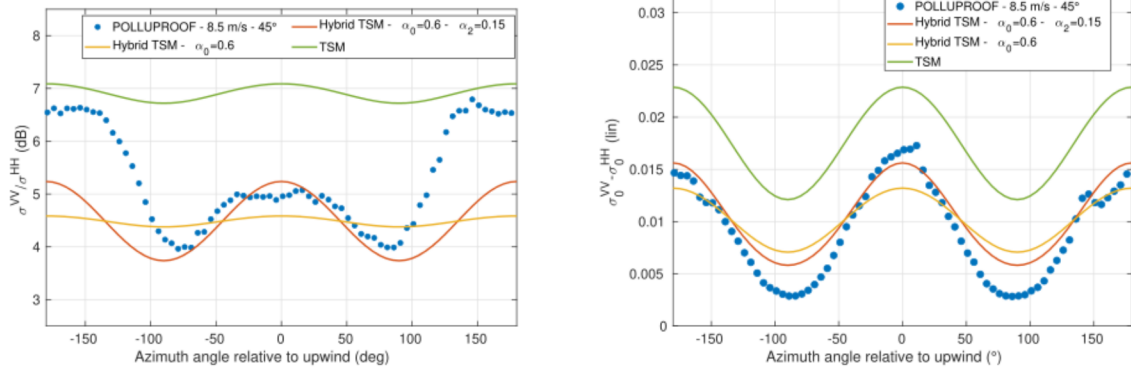 POLLUPROOF - 8.5 m/s - 45°
Hybrid TSM - α0=0.6
Hybrid TSM - α0=0.6 - α2=0.15
TSM
8
7
6
5
4
3
σVV/σHH (dB)
-150 -100 -50 0 50 100 150
Azimuth angle relative to upwind (deg)
POLLUPROOF - 8.5 m/s - 45°
Hybrid TSM - α0=0.6 - α2=0.15
Hybrid TSM - α0=0.6
TSM
0.03
0.025
0.02
0.015
0.01
0.005
0
σ0VV-σ0HH (lin)
-150 -100 -50 0 50 100 150
Azimuth angle relative to upwind (°)